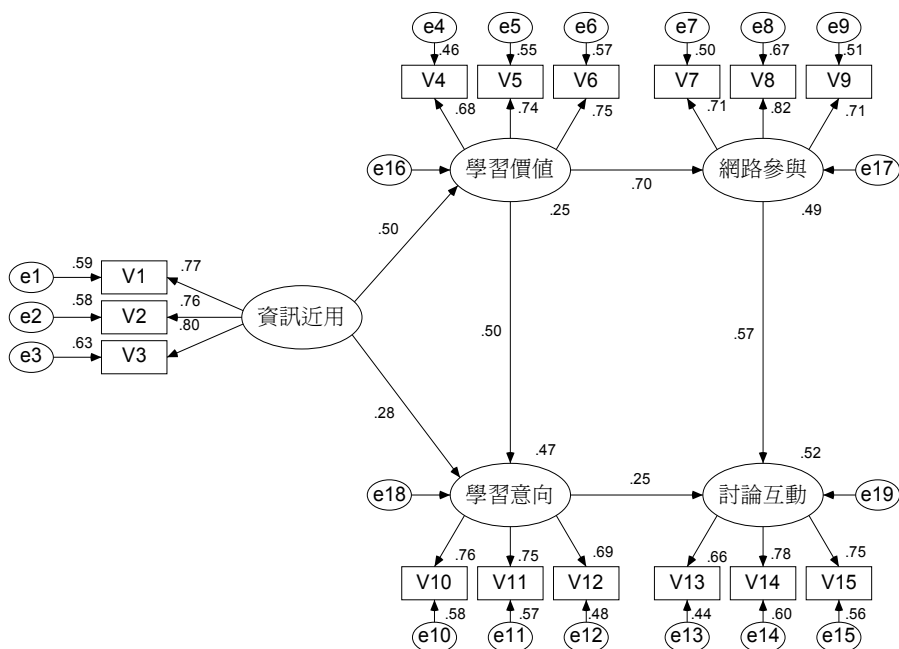 e4 e5 e6 e7 e8 e9
.46 .55 .57 .50 .67 .51
V4 V5 V6 V7 V8 V9
.68 .74 .75 .71 .82 .71
e16 學習價值 .70 網路參與 e17
.25 .49
.50
e1 .59 V1 .77
e2 .58 V2 .76 資訊近用
e3 .63 V3 .80
.50 .57
.28
.47 .52
e18 學習意向 .25 討論互動 e19
.76 .75 .69 .66 .78 .75
V10 V11 V12 V13 V14 V15
.58 .57 .48 .44 .60 .56
e10 e11 e12 e13 e14 e15